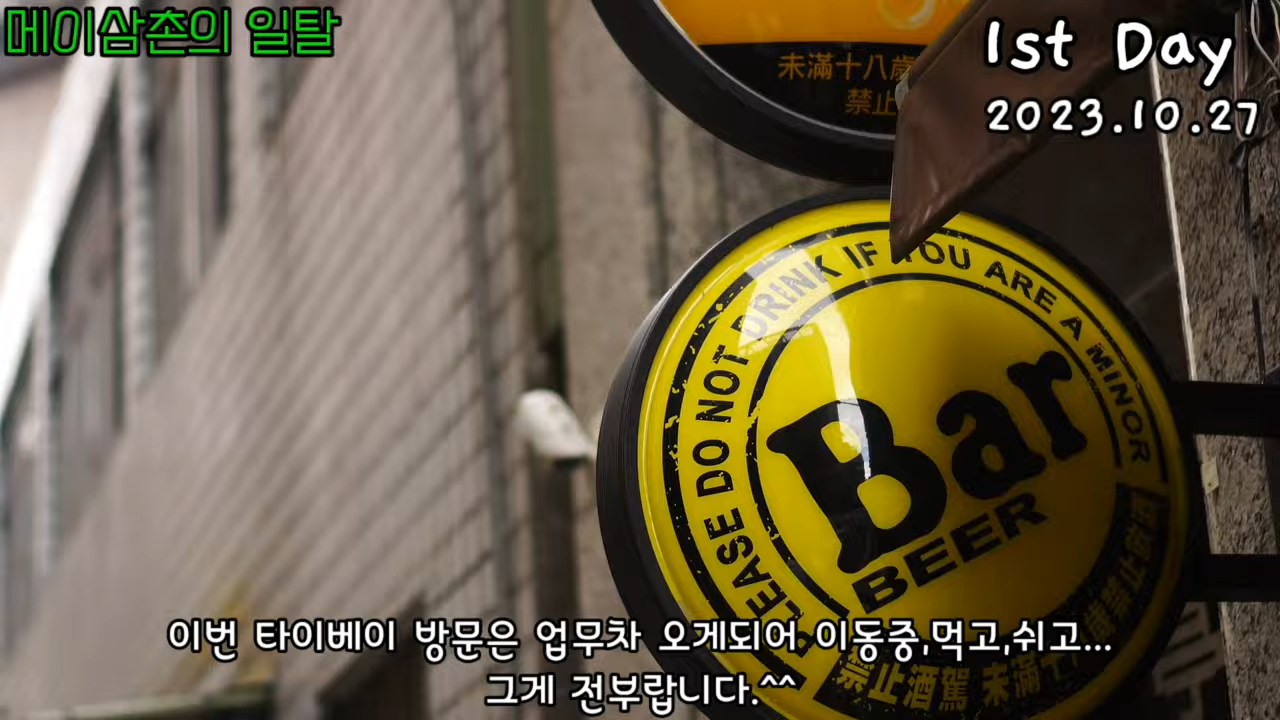 메이삼촌의 일탈
1st Day
2023.10.27
未滿十八歲
禁止
PLEASE DO NOT DRINK IF YOU ARE A MINOR
Bar
BEER
禁止酒駕 未滿十
禁止
이번 타이베이 방문은 업무차 오게되어 이동중,먹고,쉬고...
그게 전부랍니다.^^